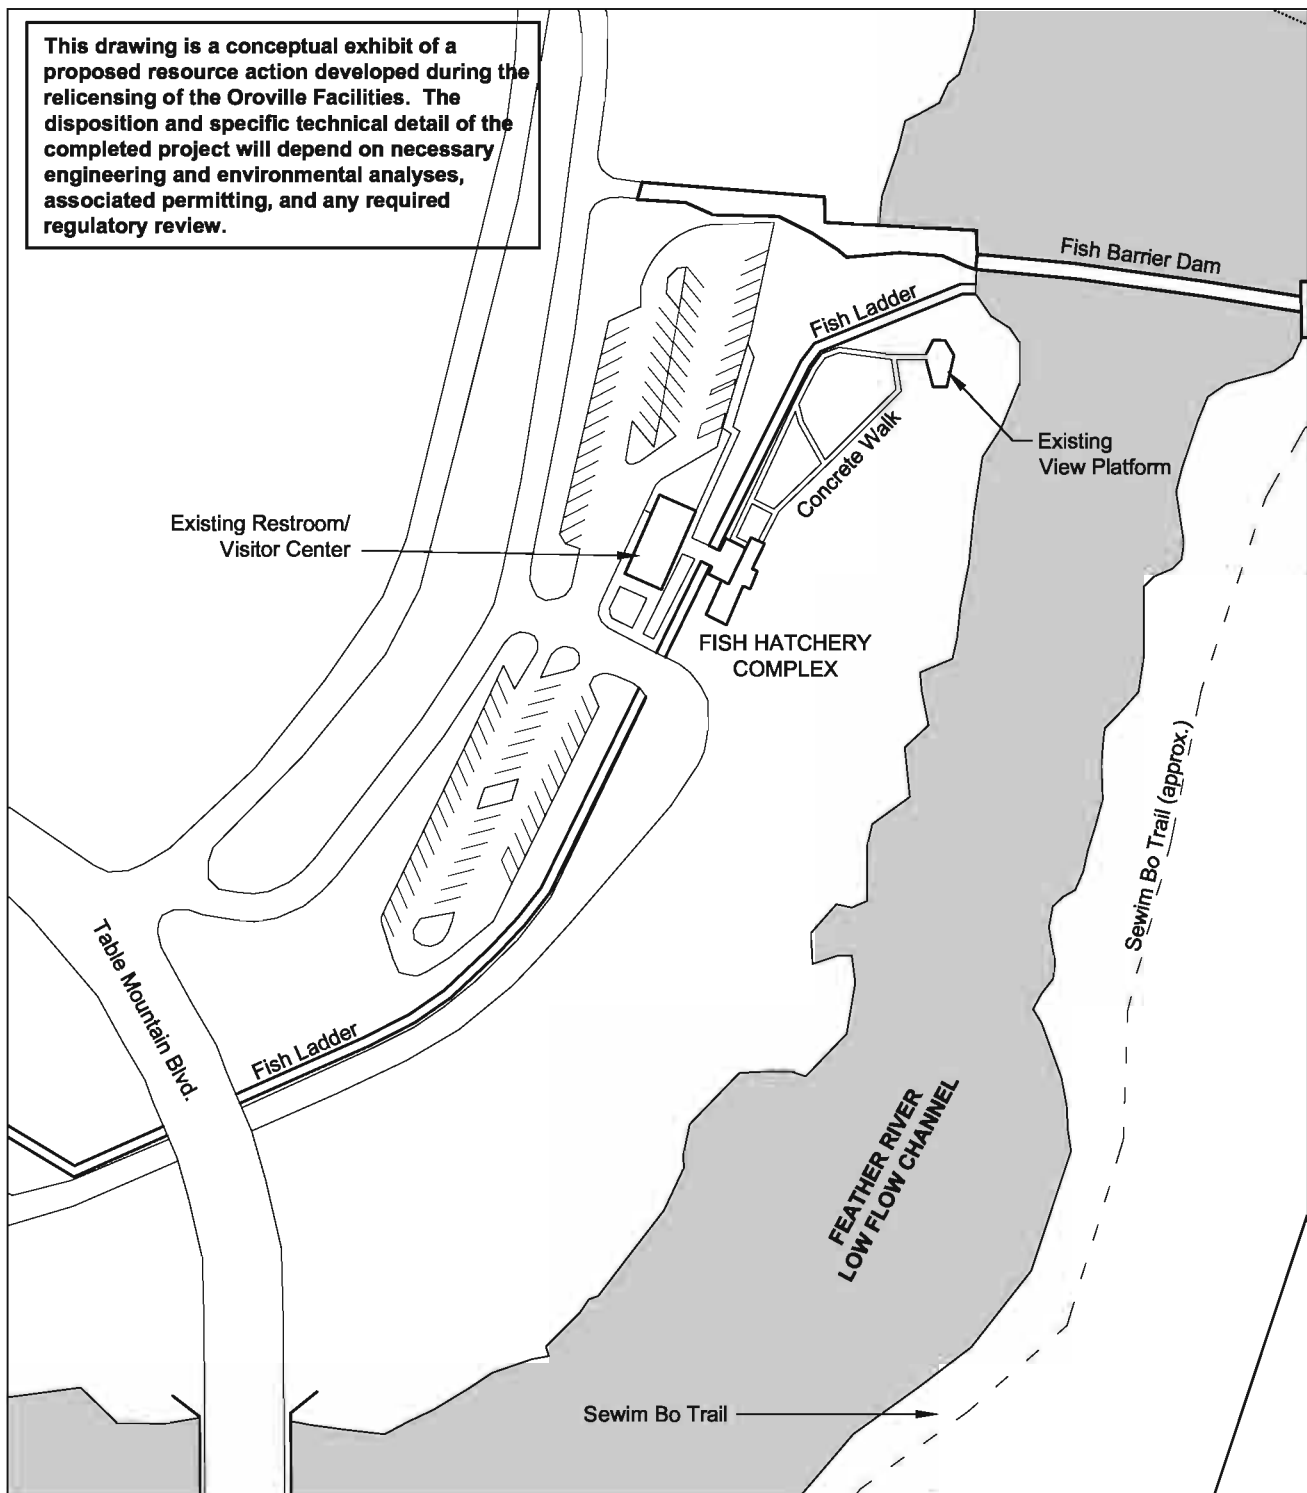 This drawing is a conceptual exhibit of a
proposed resource action developed during the
relicensing of the Oroville Facilities.  The
disposition and specific technical detail of the
completed project will depend on necessary
engineering and environmental analyses,
associated permitting, and any required
regulatory review.
Fish Barrier Dam
Fish Ladder
Existing
View Platform
Concrete Walk
Existing Restroom/
Visitor Center
FISH HATCHERY
COMPLEX
Sewim Bo Trail (approx.)
Table Mountain Blvd.
Fish Ladder
FEATHER RIVER
LOW FLOW CHANNEL
Sewim Bo Trail